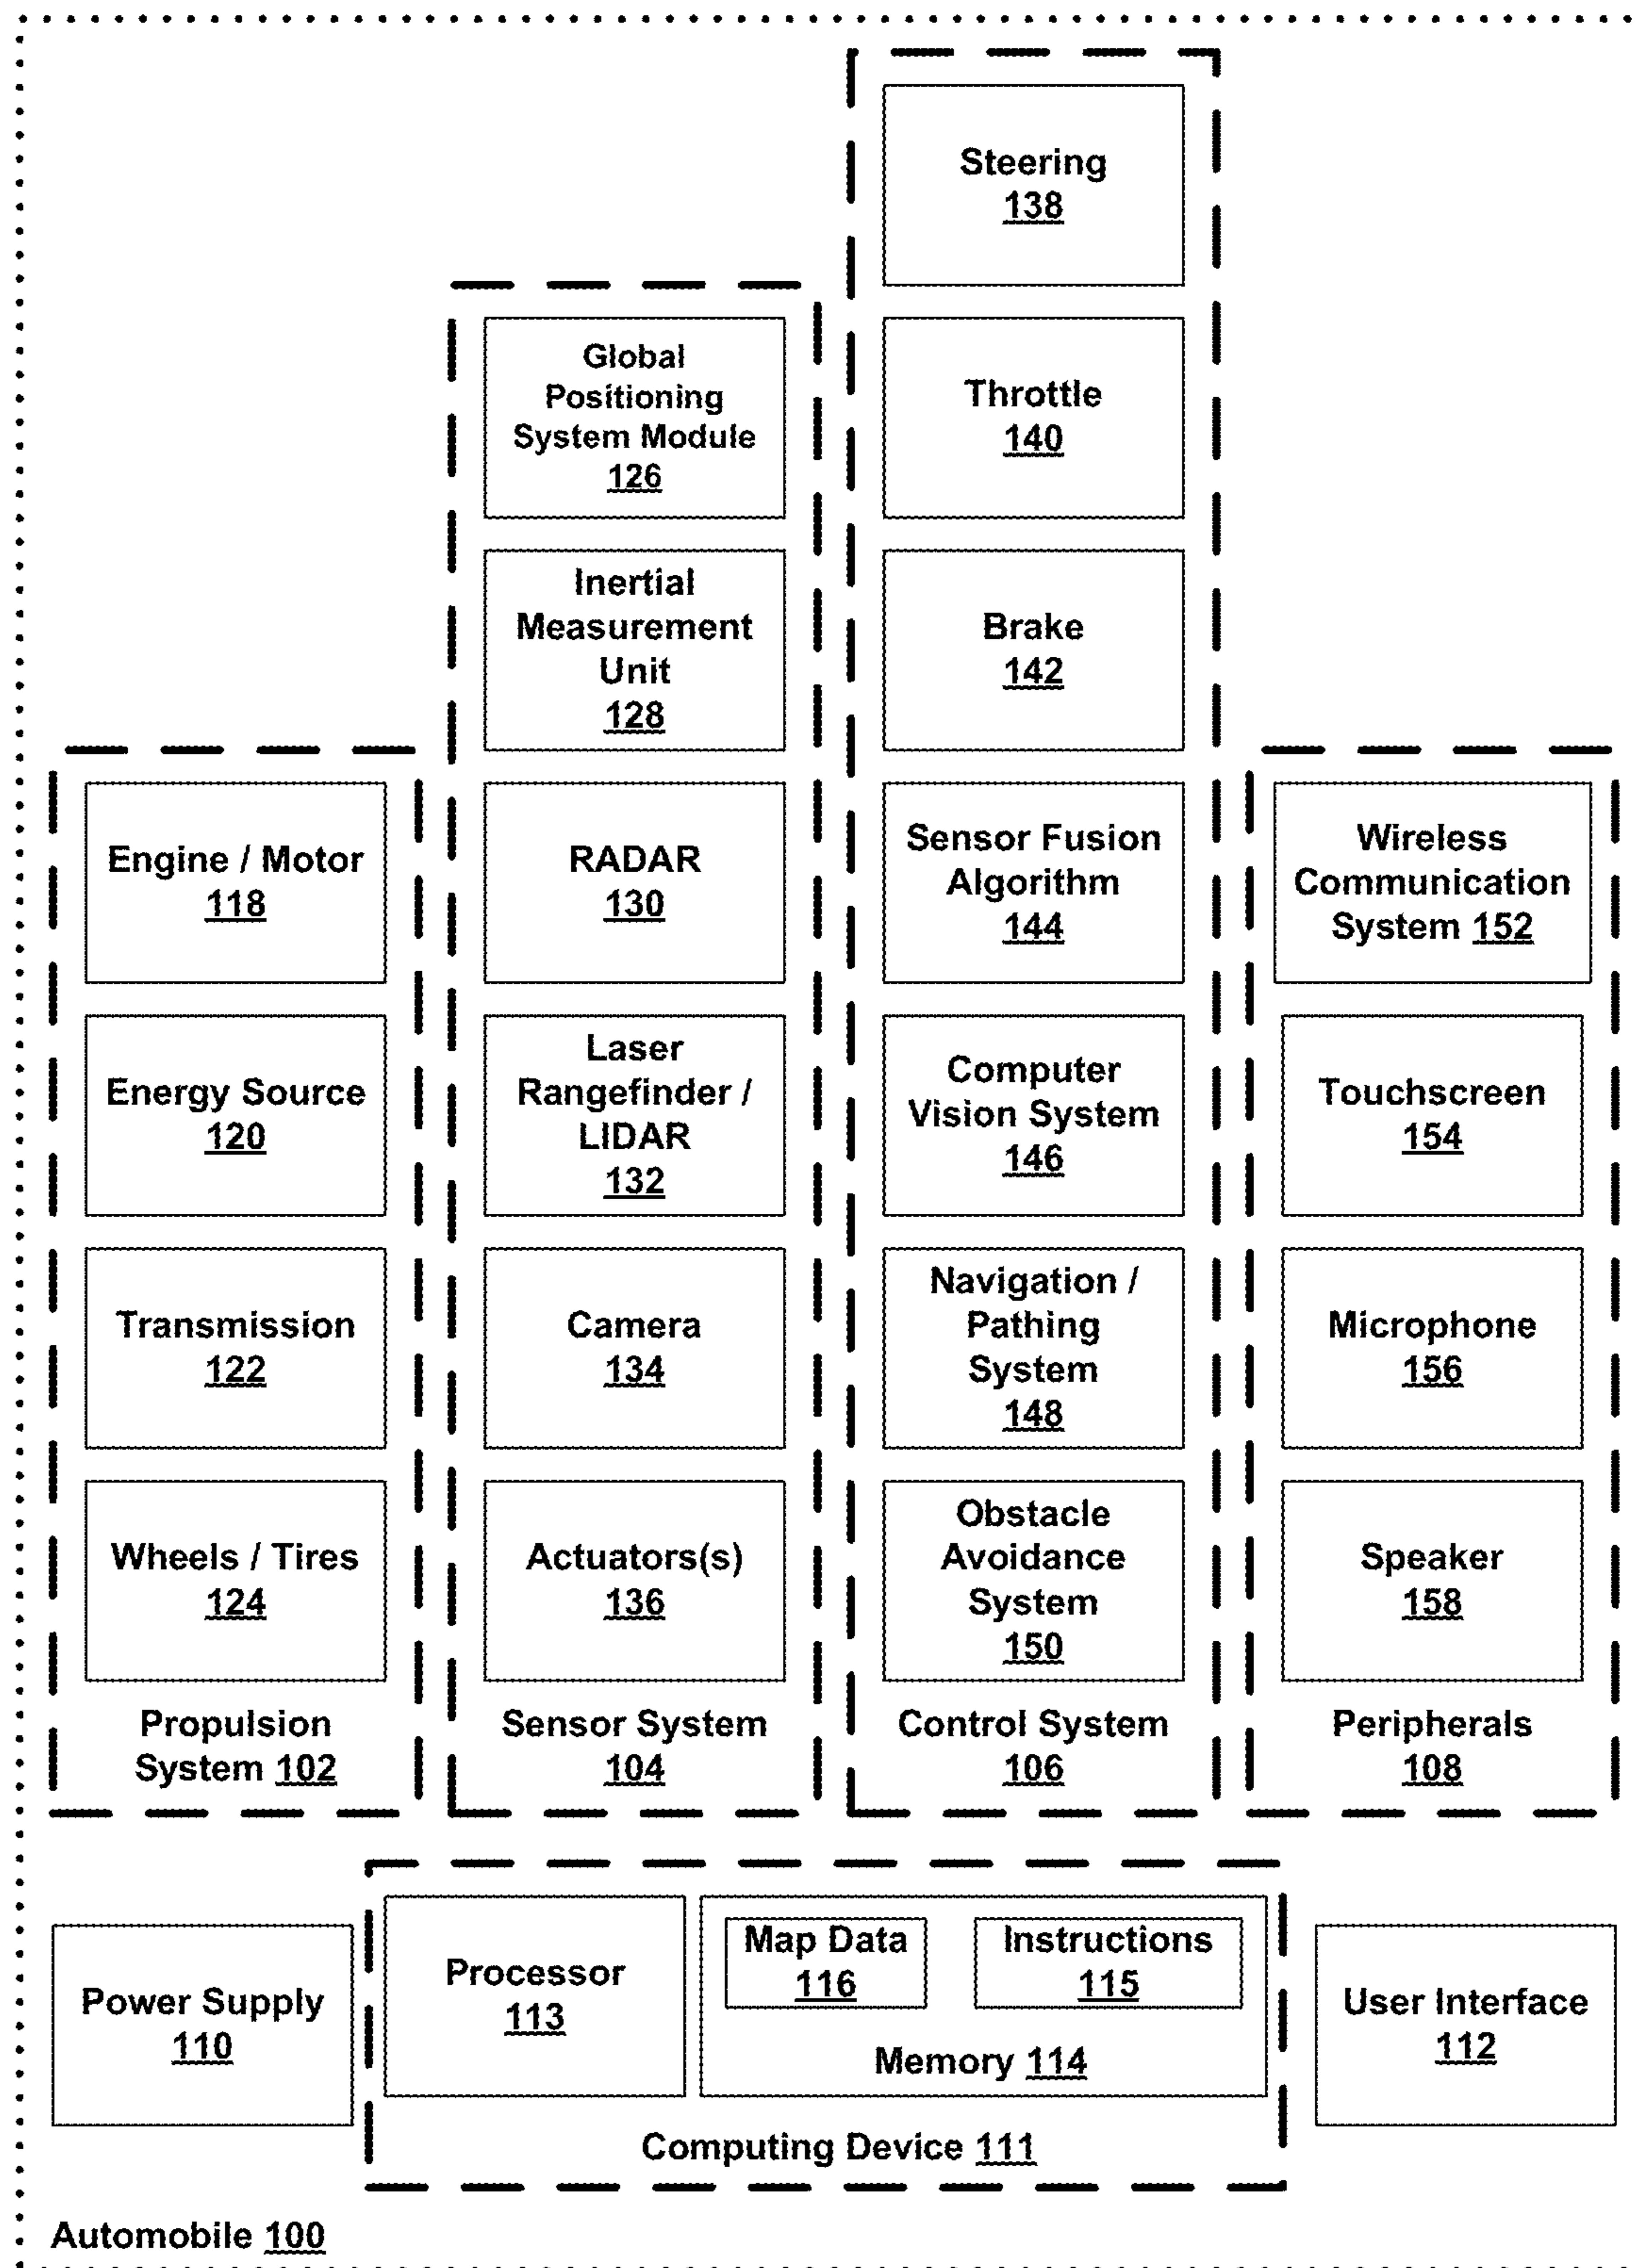 Steering
138
Throttle
140
Brake
142
Sensor Fusion
Algorithm
144
Computer
Vision System
146
Navigation /
Pathing
System
148
Obstacle
Avoidance
System
150
Control System
106
Global
Positioning
System Module
126
Inertial
Measurement
Unit
128
RADAR
130
Laser
Rangefinder /
LIDAR
132
Camera
134
Actuators(s)
136
Sensor System
104
Engine / Motor
118
Energy Source
120
Transmission
122
Wheels / Tires
124
Propulsion
System 102
Wireless
Communication
System 152
Touchscreen
154
Microphone
156
Speaker
158
Peripherals
108
Power Supply
110
Processor
113
Map Data
116
Instructions
115
Memory 114
Computing Device 111
User Interface
112
Automobile 100